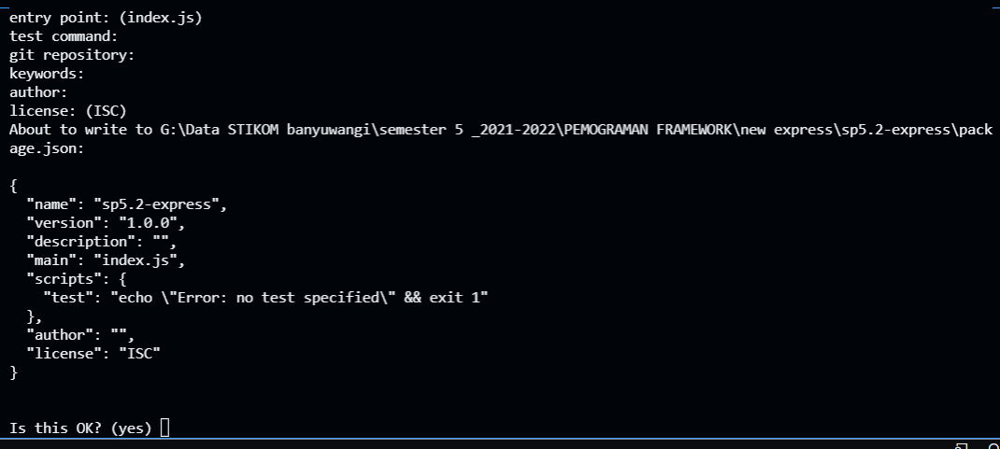 entry point: (index.js)
test command:
git repository:
keywords:
author:
license: (ISC)
About to write to G:\Data STIKOM banyuwangi\semester 5 _2021-2022\PEMOGRAMAN FRAMEWORK\new express\sp5.2-express\pack
age.json:

{
  "name": "sp5.2-express",
  "version": "1.0.0",
  "description": "",
  "main": "index.js",
  "scripts": {
    "test": "echo \"Error: no test specified\" && exit 1"
  },
  "author": "",
  "license": "ISC"
}

Is this OK? (yes)